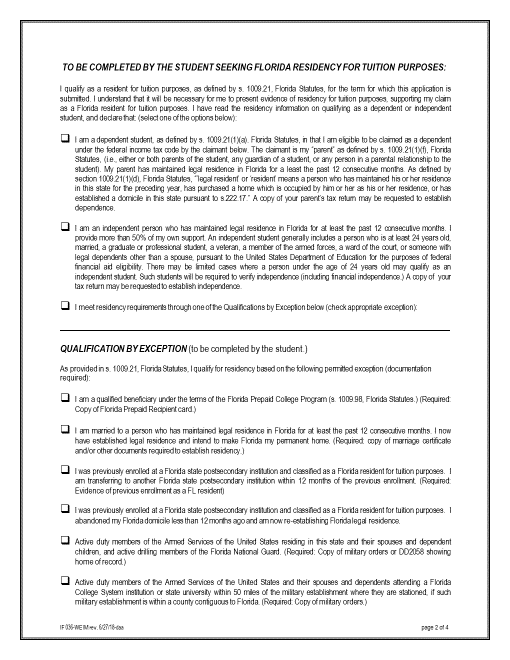 TO BE COMPLETED BY THE STUDENT SEEKING FLORIDA RESIDENCY FOR TUITION PURPOSES:
I qualify as a resident for tuition purposes, as defined by s. 1009.21, Florida Statutes, for the term for which this application is
submitted. I understand that it will be necessary for me to present evidence of residency for tuition purposes, supporting my claim
as a Florida resident for tuition purposes. I have read the residency information on qualifying as a dependent or independent
student, and declare that: (select one of the options below):
I am a dependent student, as defined by s. 1009.21(1)(a). Florida Statutes, in that I am eligible to be claimed as a dependent
under the federal income tax code by the claimant below. The claimant is my "parent" as defined by s. 1009.21(1)(f), Florida
Statutes, (i.e., either or both parents of the student, any guardian of a student, or any person in a parental relationship to the
student). My parent has maintained legal residence in Florida for a least the past 12 consecutive months. As defined by
section 1009.21(1)(d), Florida Statutes, "'legal resident' or 'resident' means a person who has maintained his or her residence
in this state for the preceding year, has purchased a home which is occupied by him or her as his or her residence, or has
established a domicile in this state pursuant to s.222.17." A copy of your parent's tax return may be requested to establish
dependence.
I am an independent person who has maintained legal residence in Florida for at least the past 12 consecutive months. I
provide more than 50% of my own support. An independent student generally includes a person who is at least 24 years old,
married, a graduate or professional student, a veteran, a member of the armed forces, a ward of the court, or someone with
legal dependents other than a spouse, pursuant to the United States Department of Education for the purposes of federal
financial aid eligibility. There may be limited cases where a person under the age of 24 years old may qualify as an
independent student. Such students will be required to verify independence (including financial independence.) A copy of your
tax return may be requested to establish independence.
I meet residency requirements through one of the Qualifications by Exception below (check appropriate exception):
QUALIFICATION BY EXCEPTION (to be completed by the student.)
As provided in s. 1009.21, Florida Statutes, I qualify for residency based on the following permitted exception (documentation
required):
I am a qualified beneficiary under the terms of the Florida Prepaid College Program (s. 1009.98, Florida Statutes.) (Required:
Copy of Florida Prepaid Recipient card.)
I am married to a person who has maintained legal residence in Florida for at least the past 12 consecutive months. I now
have established legal residence and intend to make Florida my permanent home. (Required: copy of marriage certificate
and/or other documents required to establish residency.)
I was previously enrolled at a Florida state postsecondary institution and classified as a Florida resident for tuition purposes. I
am transferring to another Florida state postsecondary institution within 12 months of the previous enrollment. (Required:
Evidence of previous enrollment as a FL resident)
I was previously enrolled at a Florida state postsecondary institution and classified as a Florida resident for tuition purposes. I
abandoned my Florida domicile less than 12 months ago and am now re-establishing Florida legal residence.
Active duty members of the Armed Services of the United States residing in this state and their spouses and dependent
children, and active drilling members of the Florida National Guard. (Required: Copy of military orders or DD2058 showing
home of record.)
Active duty members of the Armed Services of the United States and their spouses and dependents attending a Florida
College System institution or state university within 50 miles of the military establishment where they are stationed, if such
military establishment is within a county contiguous to Florida. (Required: Copy of military orders.)
page 2 of 4